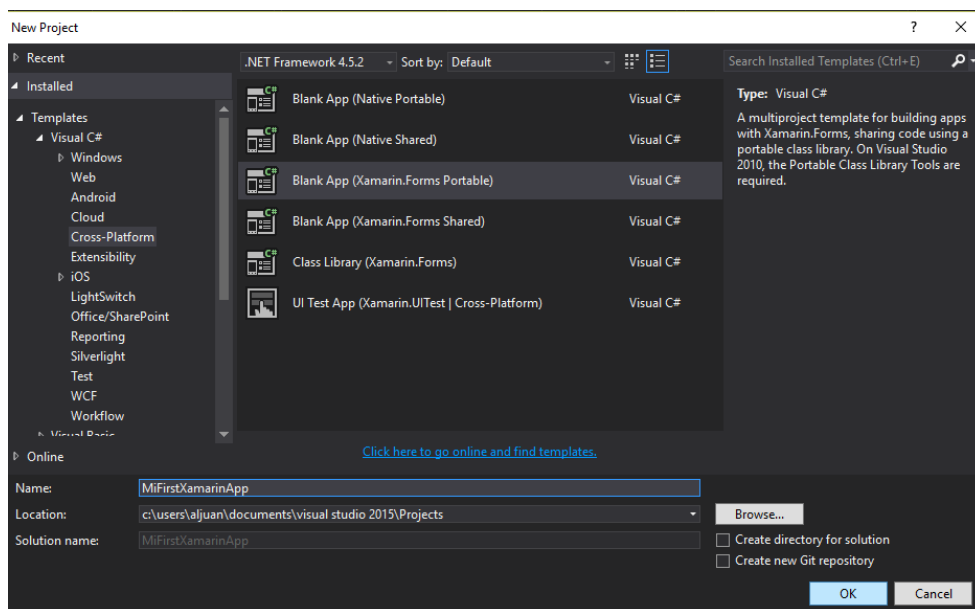 New Project
Recent
.NET Framework 4.5.2
Sort by: Default
Search Installed Templates (Ctrl+E)
Installed
Templates
Visual C#
Windows
Web
Android
Cloud
Cross-Platform
Extensibility
iOS
LightSwitch
Office/SharePoint
Reporting
Silverlight
Test
WCF
Workflow
Visual Basic
Online
Blank App (Native Portable) Visual C#
Blank App (Native Shared) Visual C#
Blank App (Xamarin.Forms Portable) Visual C#
Blank App (Xamarin.Forms Shared) Visual C#
Class Library (Xamarin.Forms) Visual C#
UI Test App (Xamarin.UITest | Cross-Platform) Visual C#
Click here to go online and find templates.
Type: Visual C#
A multiproject template for building apps
with Xamarin.Forms, sharing code using a
portable class library. On Visual Studio
2010, the Portable Class Library Tools are
required.
Name: MiFirstXamarinApp
Location: c:\users\aljuan\documents\visual studio 2015\Projects
Browse...
Solution name: MiFirstXamarinApp
Create directory for solution
Create new Git repository
OK
Cancel